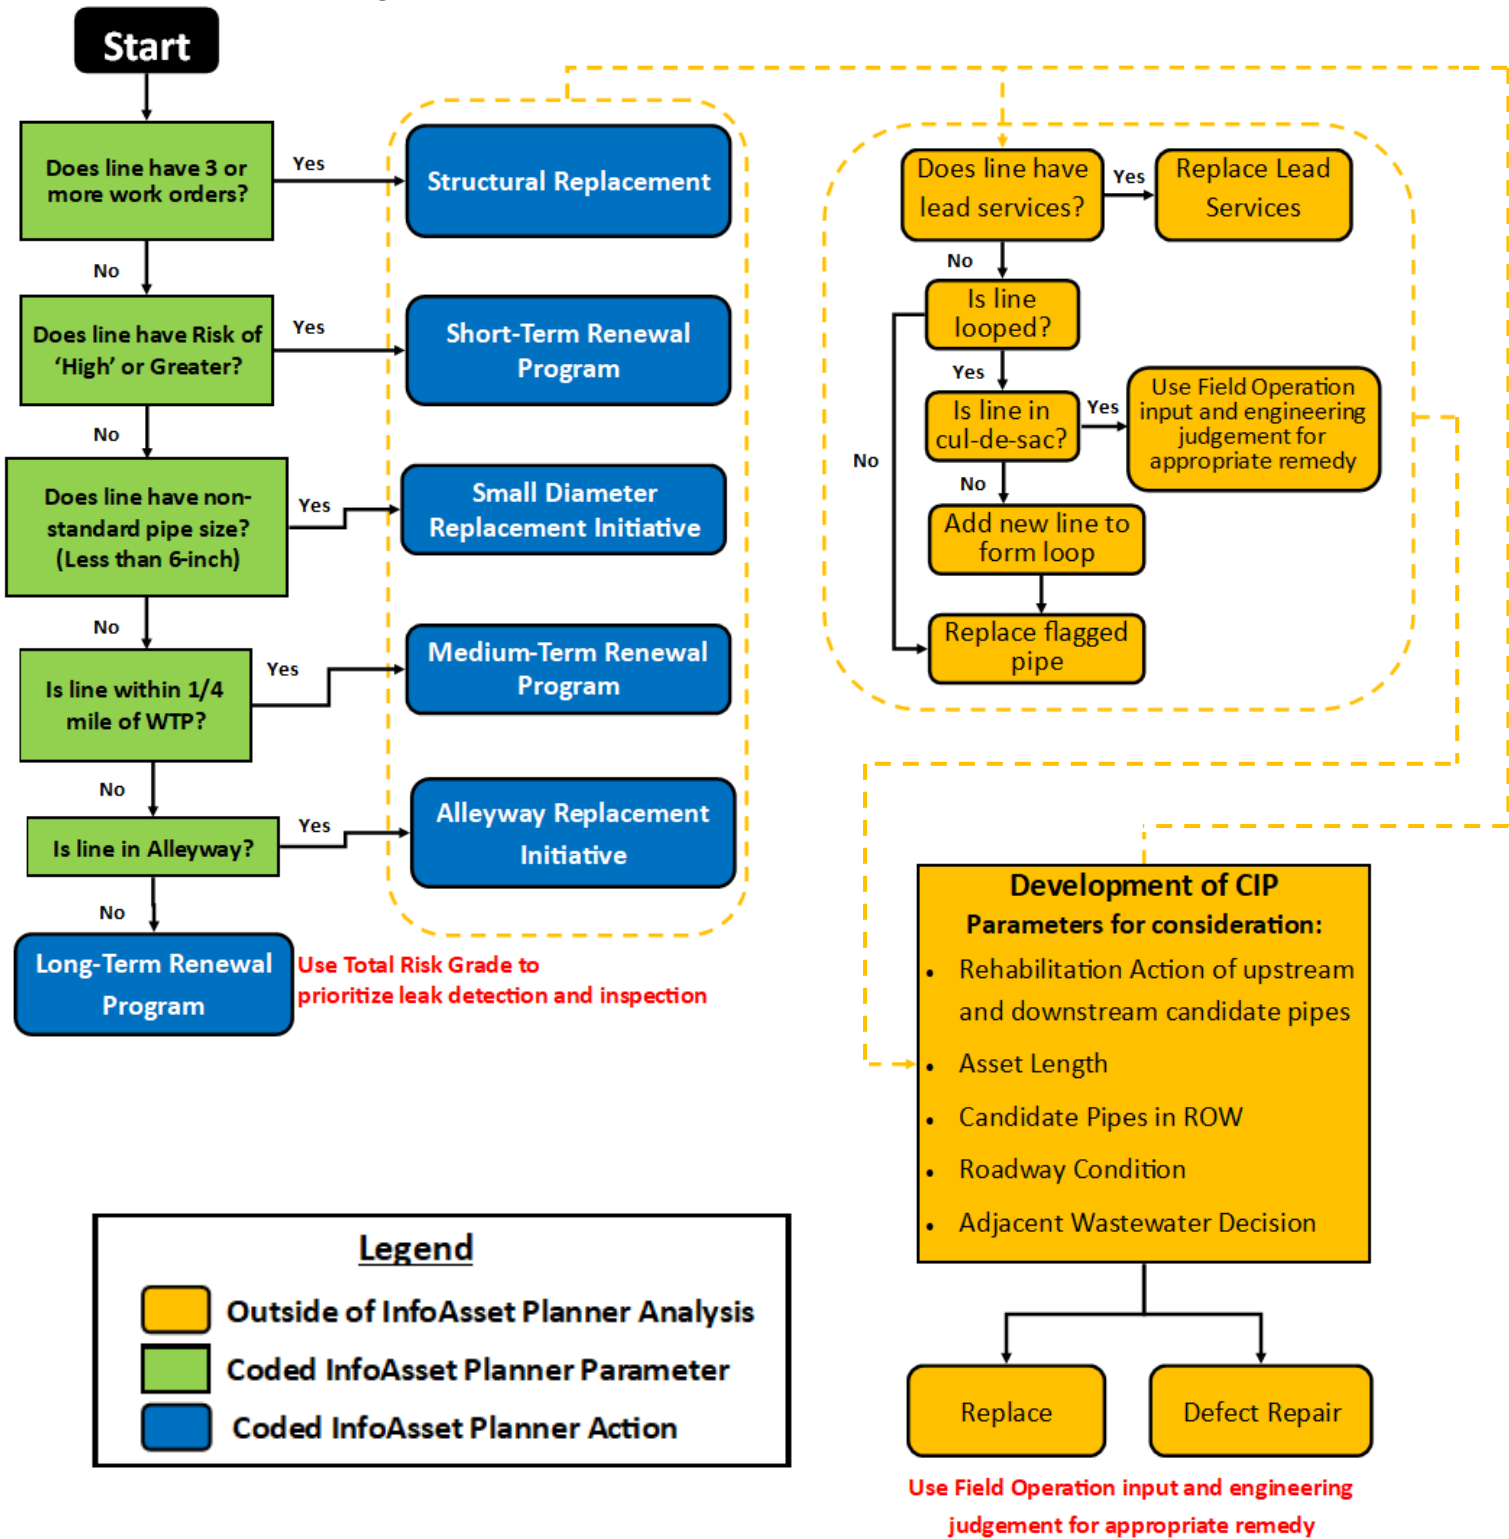 Start
Does line have 3 or
more work orders?
Yes
Structural Replacement
No
Does line have Risk of
‘High’ or Greater?
Yes
Short-Term Renewal
Program
No
Does line have non-
standard pipe size?
(Less than 6-inch)
Yes
Small Diameter
Replacement Initiative
No
Is line within 1/4
mile of WTP?
Yes
Medium-Term Renewal
Program
No
Is line in Alleyway?
Yes
Alleyway Replacement
Initiative
No
Long-Term Renewal
Program
Use Total Risk Grade to
prioritize leak detection and inspection
Does line have
lead services?
Yes
Replace Lead
Services
No
Is line
looped?
Yes
No
Is line in
cul-de-sac?
Yes
Use Field Operation
input and engineering
judgement for
appropriate remedy
No
Add new line to
form loop
Replace flagged
pipe
Development of CIP
Parameters for consideration:
• Rehabilitation Action of upstream
and downstream candidate pipes
• Asset Length
• Candidate Pipes in ROW
• Roadway Condition
• Adjacent Wastewater Decision
Replace
Defect Repair
Use Field Operation input and engineering
judgement for appropriate remedy
Legend
Outside of InfoAsset Planner Analysis
Coded InfoAsset Planner Parameter
Coded InfoAsset Planner Action